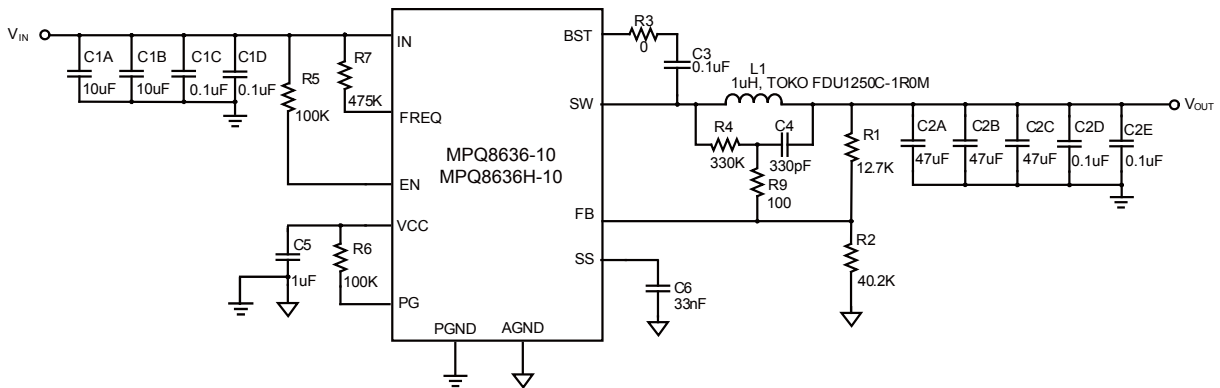 VIN
C1A
10uF
C1B
10uF
C1C
0.1uF
C1D
0.1uF
R5
100K
R7
475K
IN
FREQ
EN
VCC
PG
PGND
AGND
MPQ8636-10
MPQ8636H-10
BST
SW
FB
SS
C5
1uF
R6
100K
R3
0
C3
0.1uF
L1
1uH, TOKO FDU1250C-1R0M
R4
330K
C4
330pF
R9
100
R1
12.7K
R2
40.2K
C6
33nF
C2A
47uF
C2B
47uF
C2C
47uF
C2D
0.1uF
C2E
0.1uF
VOUT